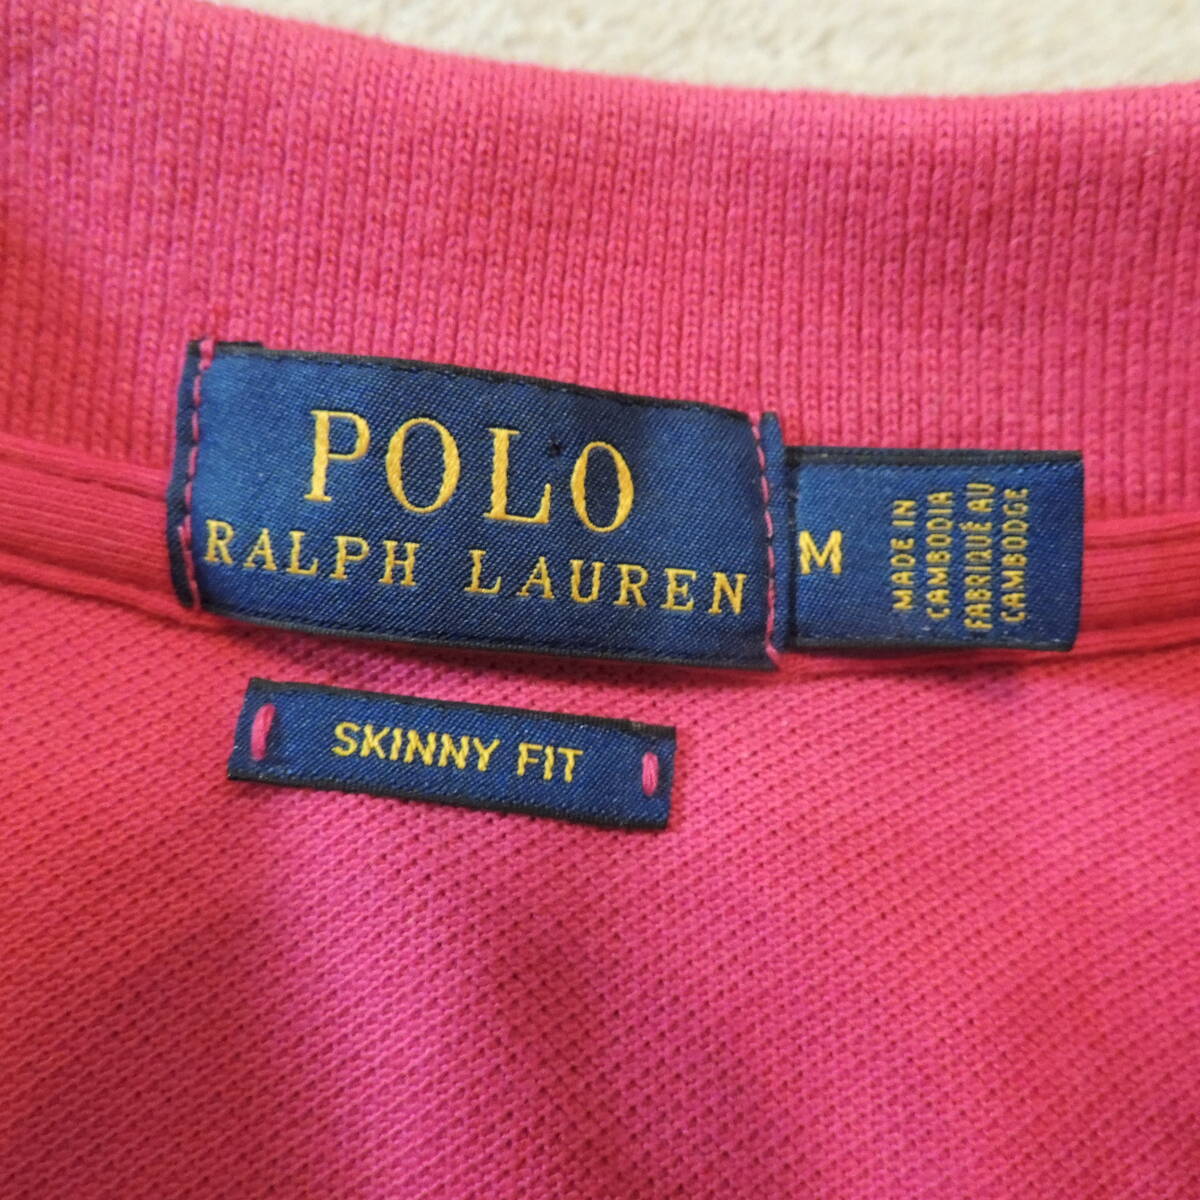 POLO
RALPH LAUREN
M
MADE IN
CAMBODIA
FABRIQUÉ AU
CAMBODGE
SKINNY FIT